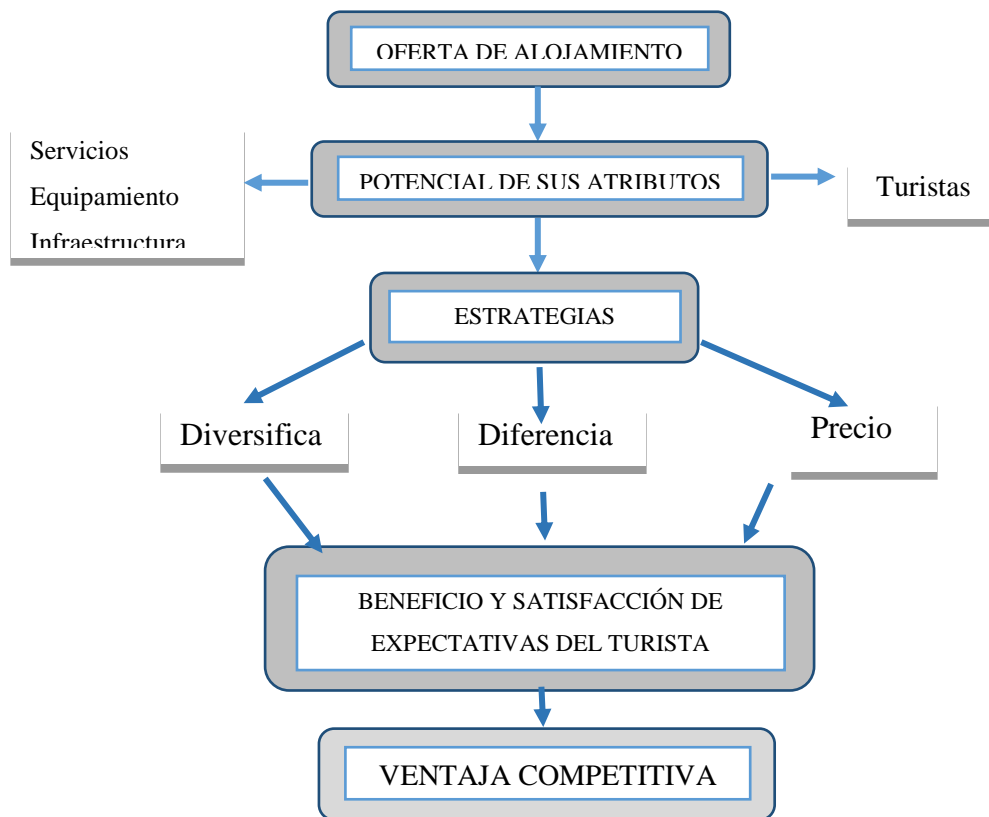 OFERTA DE ALOJAMIENTO
Servicios
Equipamiento
Infraestructura
POTENCIAL DE SUS ATRIBUTOS
Turistas
ESTRATEGIAS
Diversifica
Diferencia
Precio
BENEFICIO Y SATISFACCIÓN DE
EXPECTATIVAS DEL TURISTA
VENTAJA COMPETITIVA